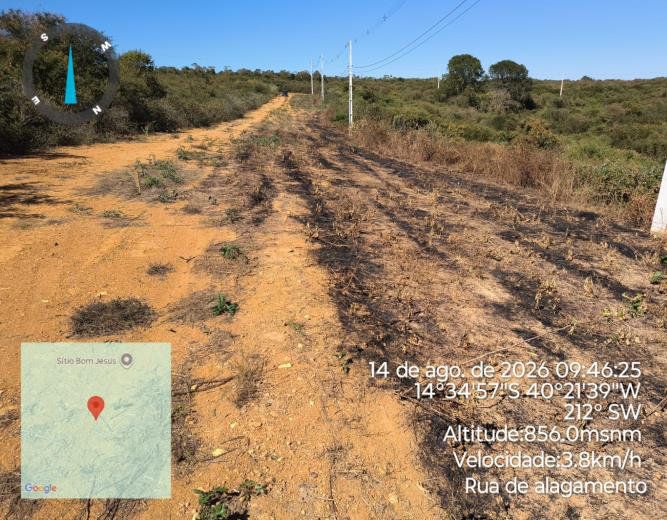 S
M
E
N
Sítio Bom Jesus
Google
14 de ago. de 2026 09:46:25
14°34'57"S 40°21'39"W
212° SW
Altitude:856.0msnm
Velocidade:3.8km/h
Rua de alagamento